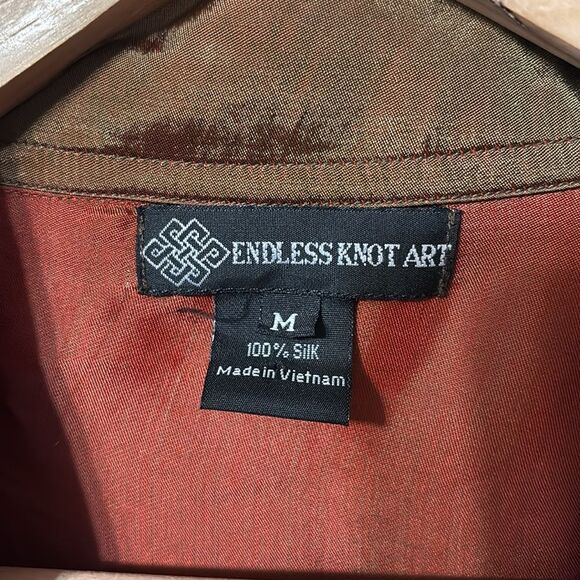 ENDLESS KNOT ART
M
100% Silk
Made in Vietnam